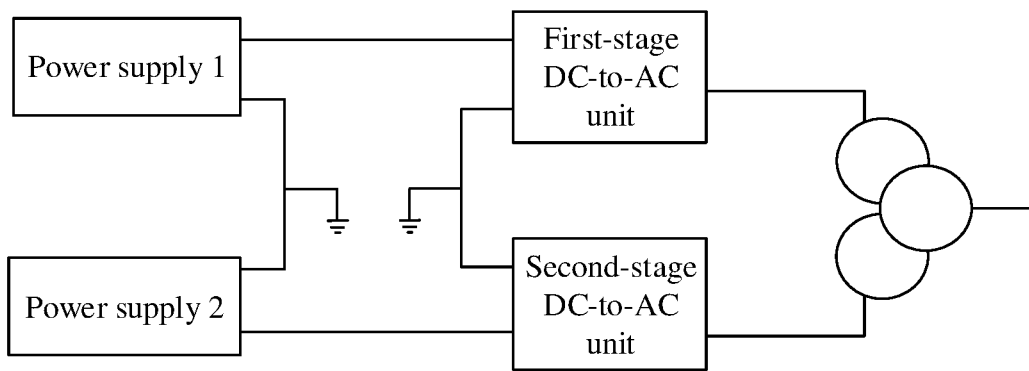 Power supply 1
First-stage
DC-to-AC
unit
Power supply 2
Second-stage
DC-to-AC
unit